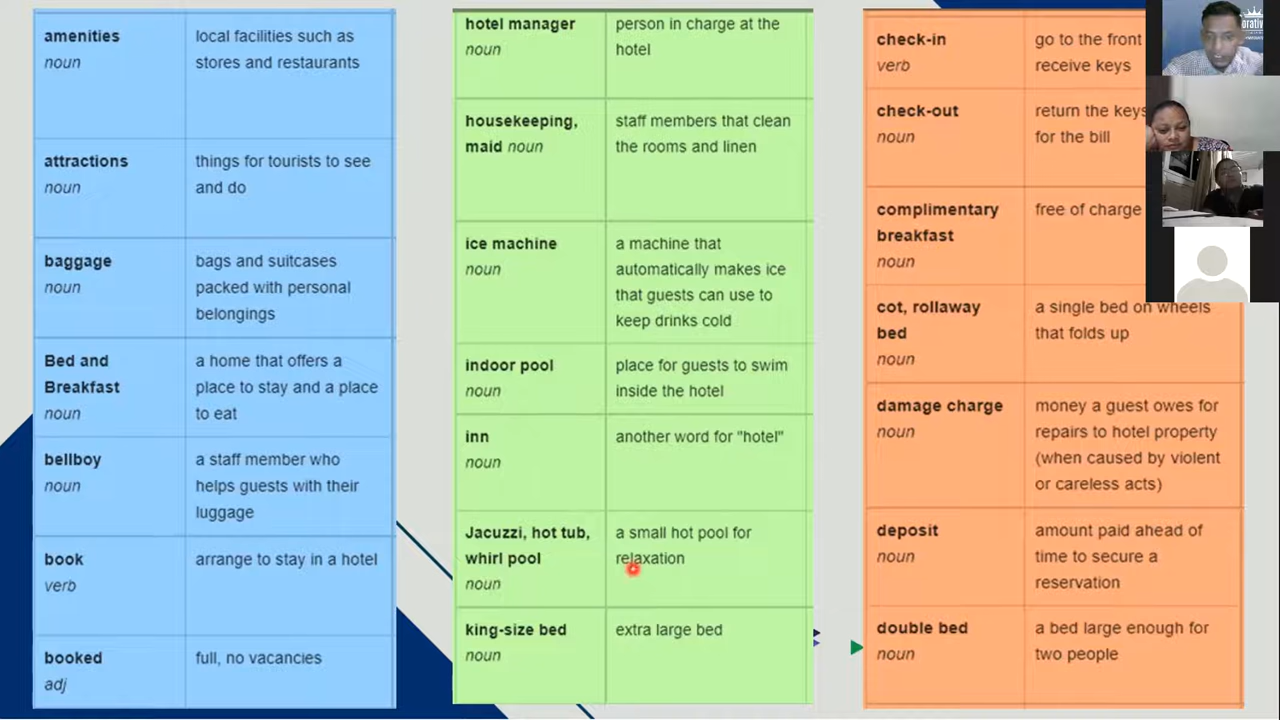 amenities
noun
local facilities such as
stores and restaurants
attractions
noun
things for tourists to see
and do
baggage
noun
bags and suitcases
packed with personal
belongings
Bed and
Breakfast
noun
a home that offers a
place to stay and a place
to eat
bellboy
noun
a staff member who
helps guests with their
luggage
book
verb
arrange to stay in a hotel
booked
adj
full, no vacancies
hotel manager
noun
person in charge at the
hotel
housekeeping,
maid noun
staff members that clean
the rooms and linen
ice machine
noun
a machine that
automatically makes ice
that guests can use to
keep drinks cold
indoor pool
noun
place for guests to swim
inside the hotel
inn
noun
another word for "hotel"
Jacuzzi, hot tub,
whirl pool
noun
a small hot pool for
relaxation
king-size bed
noun
extra large bed
check-in
verb
go to the front
receive keys
check-out
noun
return the keys
for the bill
complimentary
breakfast
noun
free of charge
cot, rollaway
bed
noun
a single bed on wheels
that folds up
damage charge
noun
money a guest owes for
repairs to hotel property
(when caused by violent
or careless acts)
deposit
noun
amount paid ahead of
time to secure a
reservation
double bed
noun
a bed large enough for
two people